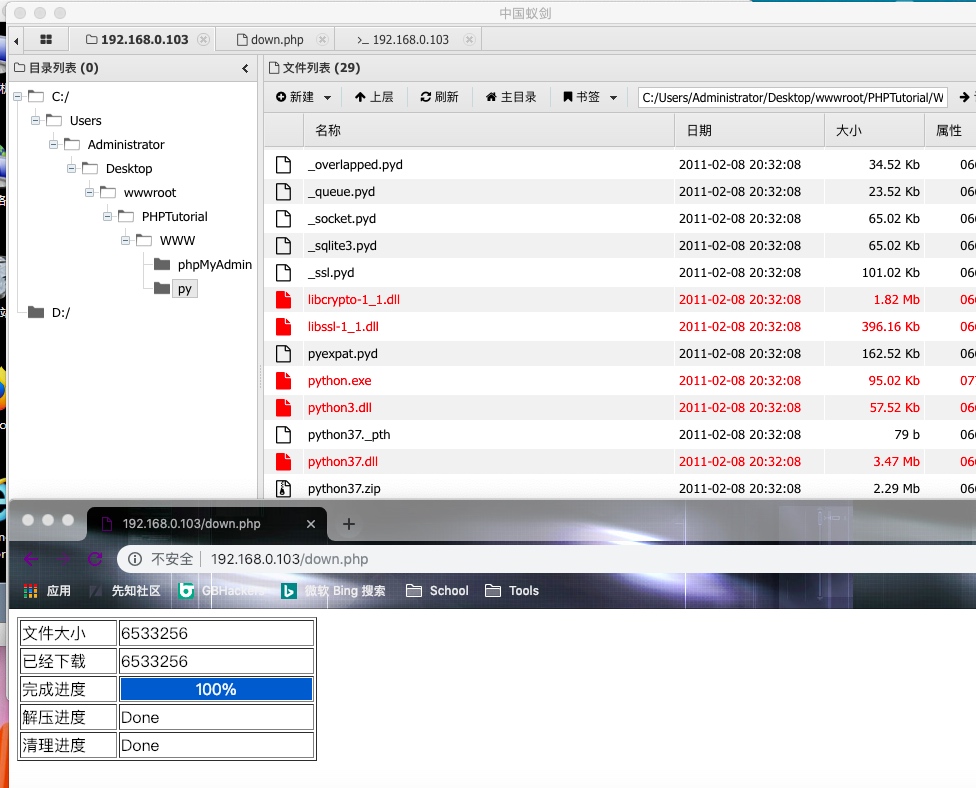 中国蚁剑
192.168.0.103
down.php
>_ 192.168.0.103
目录列表 (0)
文件列表 (29)
新建
上层
刷新
主目录
书签
C:/Users/Administrator/Desktop/wwwroot/PHPTutorial/W
C:/
Users
Administrator
Desktop
wwwroot
PHPTutorial
WWW
phpMyAdmin
py
D:/
名称 日期 大小 属性
_overlapped.pyd 2011-02-08 20:32:08 34.52 Kb 06
_queue.pyd 2011-02-08 20:32:08 23.52 Kb 06
_socket.pyd 2011-02-08 20:32:08 65.02 Kb 06
_sqlite3.pyd 2011-02-08 20:32:08 65.02 Kb 06
_ssl.pyd 2011-02-08 20:32:08 101.02 Kb 06
libcrypto-1_1.dll 2011-02-08 20:32:08 1.82 Mb 06
libssl-1_1.dll 2011-02-08 20:32:08 396.16 Kb 06
pyexpat.pyd 2011-02-08 20:32:08 162.52 Kb 06
python.exe 2011-02-08 20:32:08 95.02 Kb 07
python3.dll 2011-02-08 20:32:08 57.52 Kb 06
python37._pth 2011-02-08 20:32:08 79 b 06
python37.dll 2011-02-08 20:32:08 3.47 Mb 06
python37.zip 2011-02-08 20:32:08 2.29 Mb 06
192.168.0.103/down.php
不安全 192.168.0.103/down.php
应用 先知社区 GBHackers 微软 Bing 搜索 School Tools
文件大小 6533256
已经下载 6533256
完成进度 100%
解压进度 Done
清理进度 Done